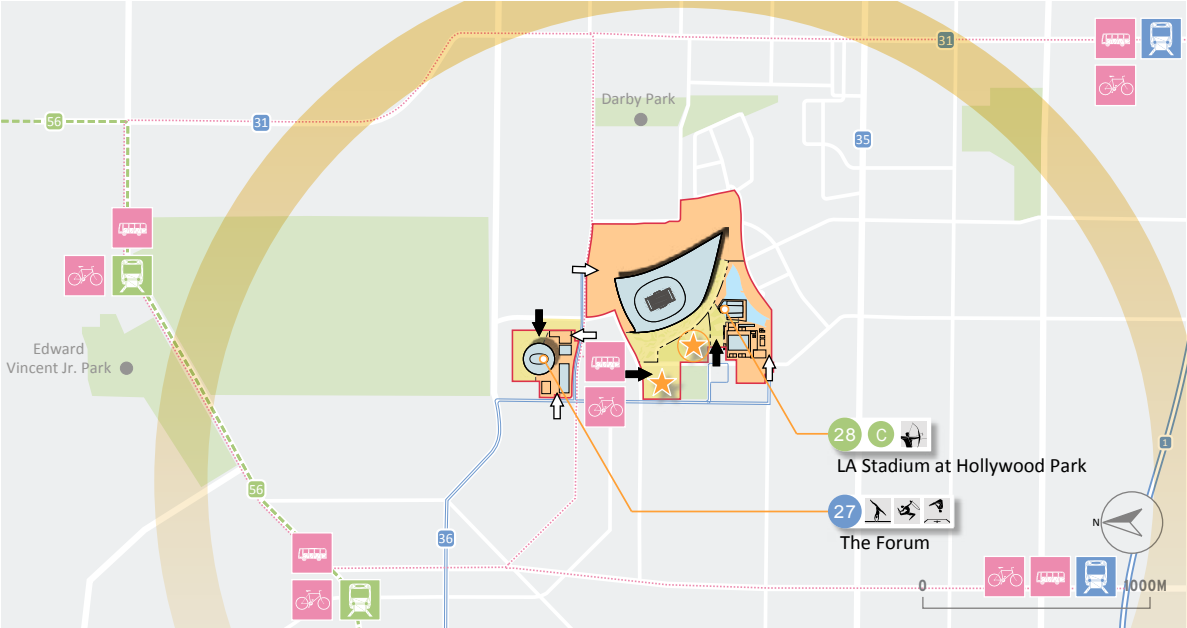 31
Darby Park
56
31
35
Edward
Vincent Jr. Park
28
C
1
LA Stadium at Hollywood Park
56
27
N
36
The Forum
0
1000M